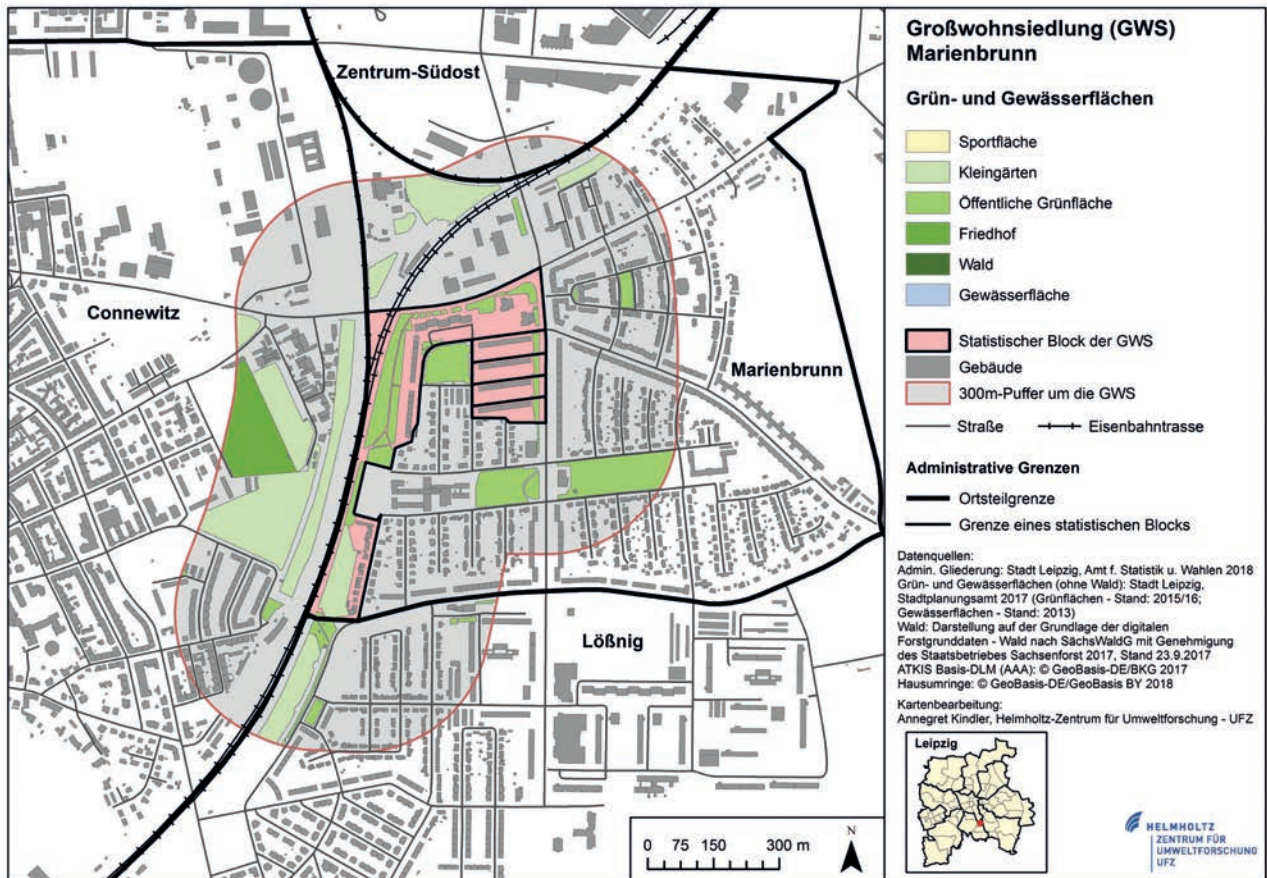 Zentrum-Südost
Connewitz
Marienbrunn
Lößnig
0 75 150 300 m
N
Großwohnsiedlung (GWS)
Marienbrunn
Grün- und Gewässerflächen
Sportfläche
Kleingärten
Öffentliche Grünfläche
Friedhof
Wald
Gewässerfläche
Statistischer Block der GWS
Gebäude
300m-Puffer um die GWS
Straße Eisenbahntrasse
Administrative Grenzen
Ortsteilgrenze
Grenze eines statistischen Blocks
Datenquellen:
Admin. Gliederung: Stadt Leipzig, Amt f. Statistik u. Wahlen 2018
Grün- und Gewässerflächen (ohne Wald): Stadt Leipzig,
Stadtplanungsamt 2017 (Grünflächen - Stand: 2015/16;
Gewässerflächen - Stand: 2013)
Wald: Darstellung auf der Grundlage der digitalen
Forstgrunddaten - Wald nach SächsWaldG mit Genehmigung
des Staatsbetriebes Sachsenforst 2017, Stand 23.9.2017
ATKIS Basis-DLM (AAA): © GeoBasis-DE/BKG 2017
Hausumringe: © GeoBasis-DE/GeoBasis BY 2018
Kartenbearbeitung:
Annegret Kindler, Helmholtz-Zentrum für Umweltforschung - UFZ
Leipzig
HELMHOLTZ
ZENTRUM FÜR
UMWELTFORSCHUNG
UFZ